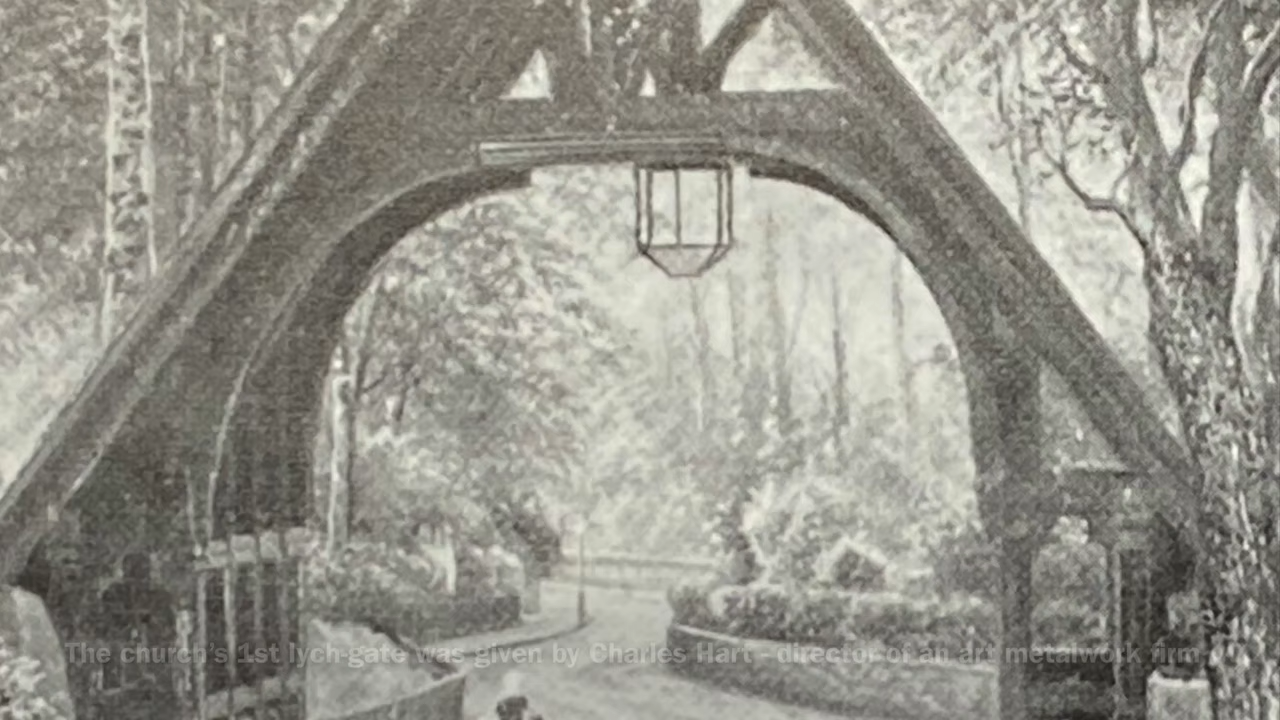 The church's 1st lych-gate was given by Charles Hart - director of an art metalwork firm